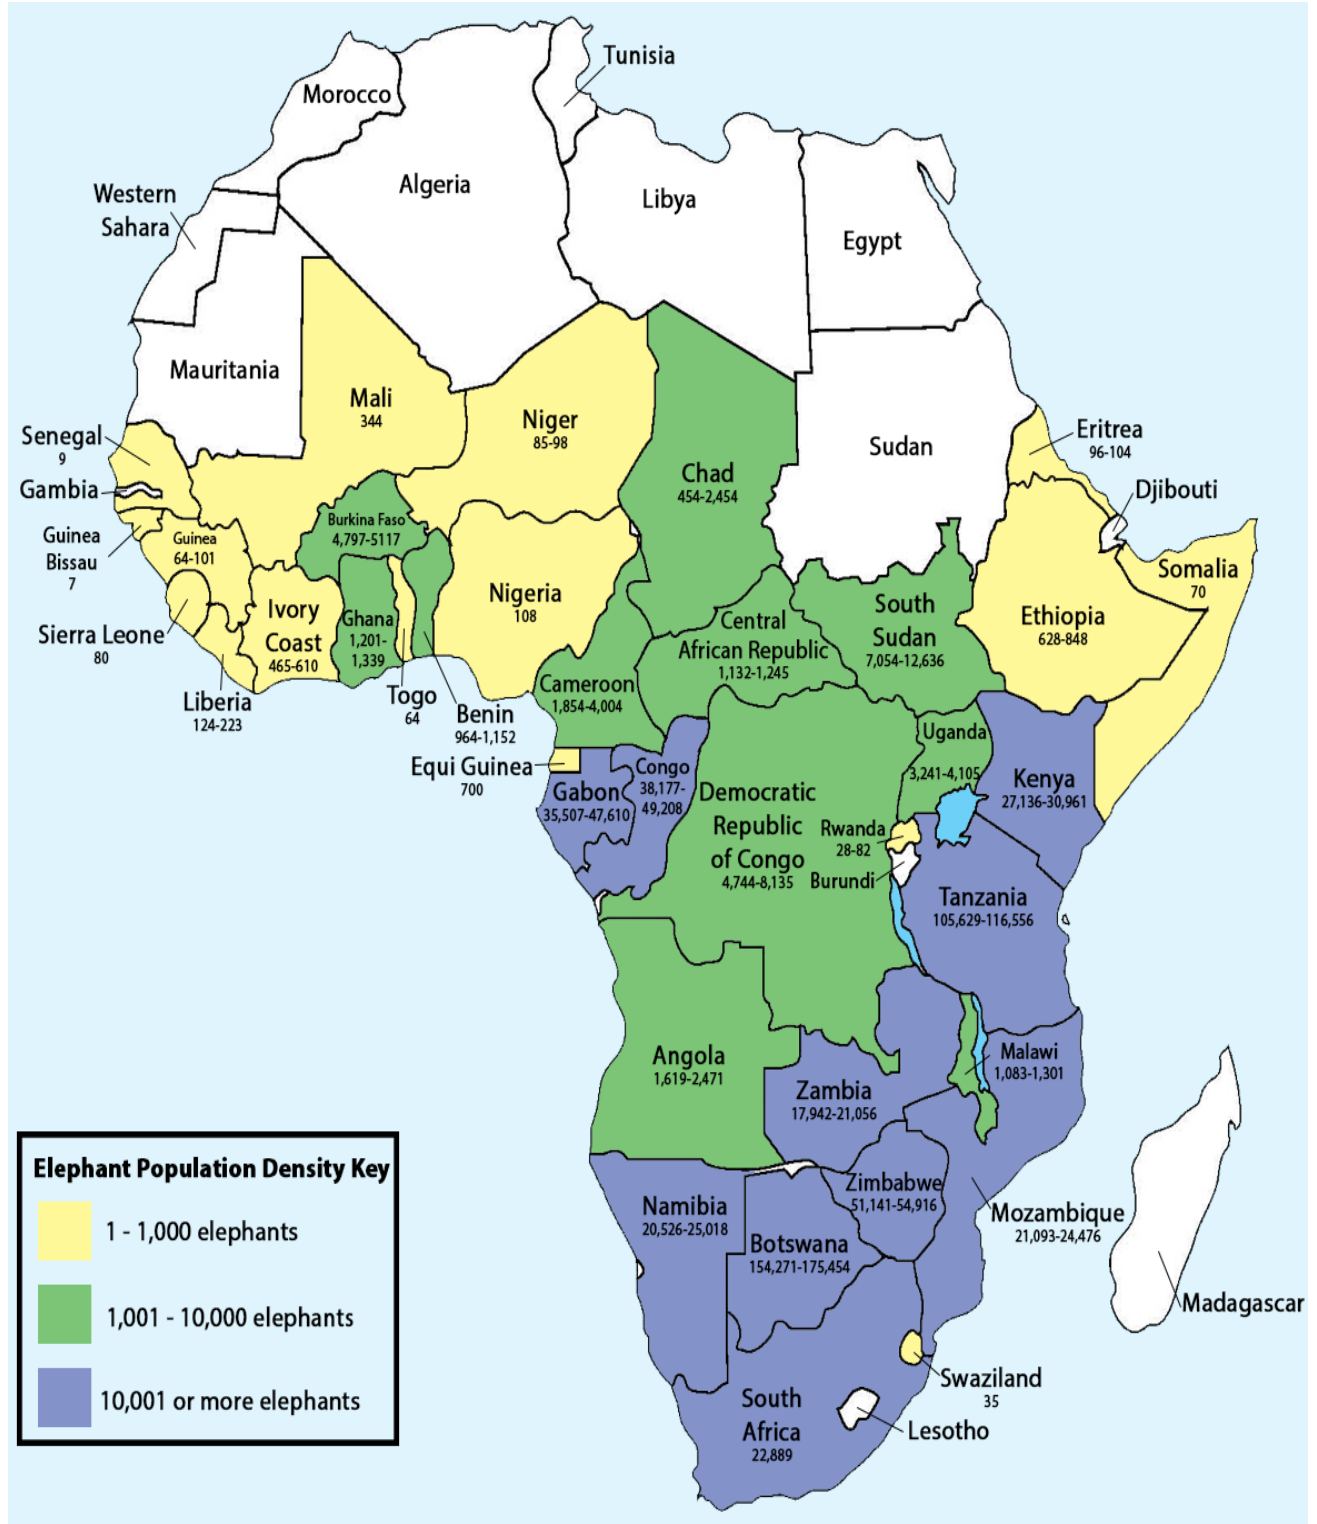 Tunisia
Morocco
Algeria
Libya
Western
Sahara
Egypt
Mauritania
Mali
344
Niger
85-98
Chad
454-2,454
Sudan
Eritrea
96-104
Senegal
9
Gambia
Djibouti
Guinea
Bissau
7
Guinea
64-101
Burkina Faso
4,797-5117
Somalia
70
Sierra Leone
80
Ivory
Coast
465-610
Ghana
1,201-
1,339
Nigeria
108
Central
African Republic
1,132-1,245
South
Sudan
7,054-12,636
Ethiopia
628-848
Liberia
124-223
Togo
64
Benin
964-1,152
Cameroon
1,854-4,004
Equi Guinea
700
Gabon
35,507-47,610
Congo
38,177-
49,208
Uganda
3,241-4,105
Kenya
27,136-30,961
Democratic
Republic
of Congo
4,744-8,135
Rwanda
28-82
Burundi
Tanzania
105,629-116,556
Angola
1,619-2,471
Malawi
1,083-1,301
Zambia
17,942-21,056
Elephant Population Density Key
1 - 1,000 elephants
1,001 - 10,000 elephants
10,001 or more elephants
Namibia
20,526-25,018
Zimbabwe
51,141-54,916
Botswana
154,271-175,454
Mozambique
21,093-24,476
Madagascar
Swaziland
35
South
Africa
22,889
Lesotho